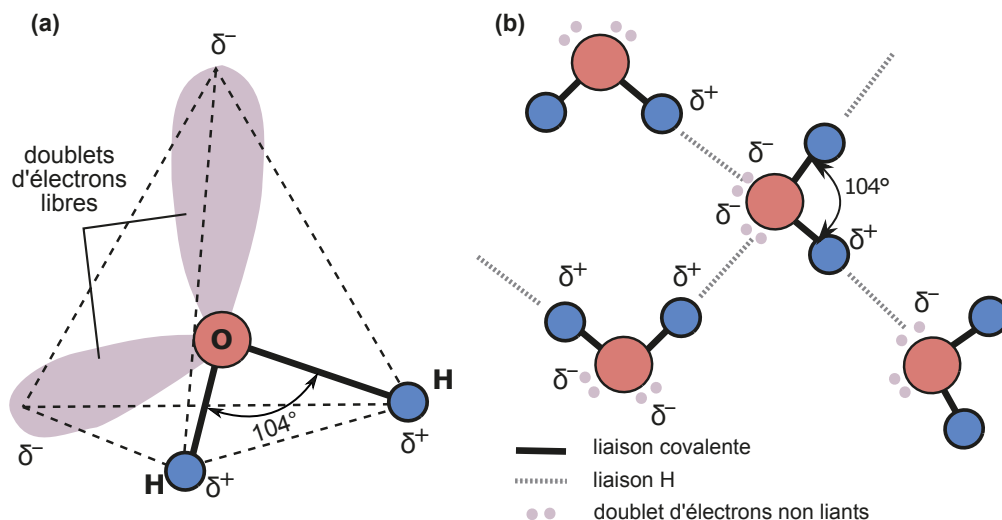 (a)
δ⁻
doublets
d'électrons
libres
O
H
104°
δ⁺
δ⁻
H
δ⁺
(b)
δ⁺
δ⁻
104°
δ⁻
δ⁺
δ⁺
δ⁺
δ⁻
δ⁻
δ⁻
liaison covalente
liaison H
doublet d'électrons non liants